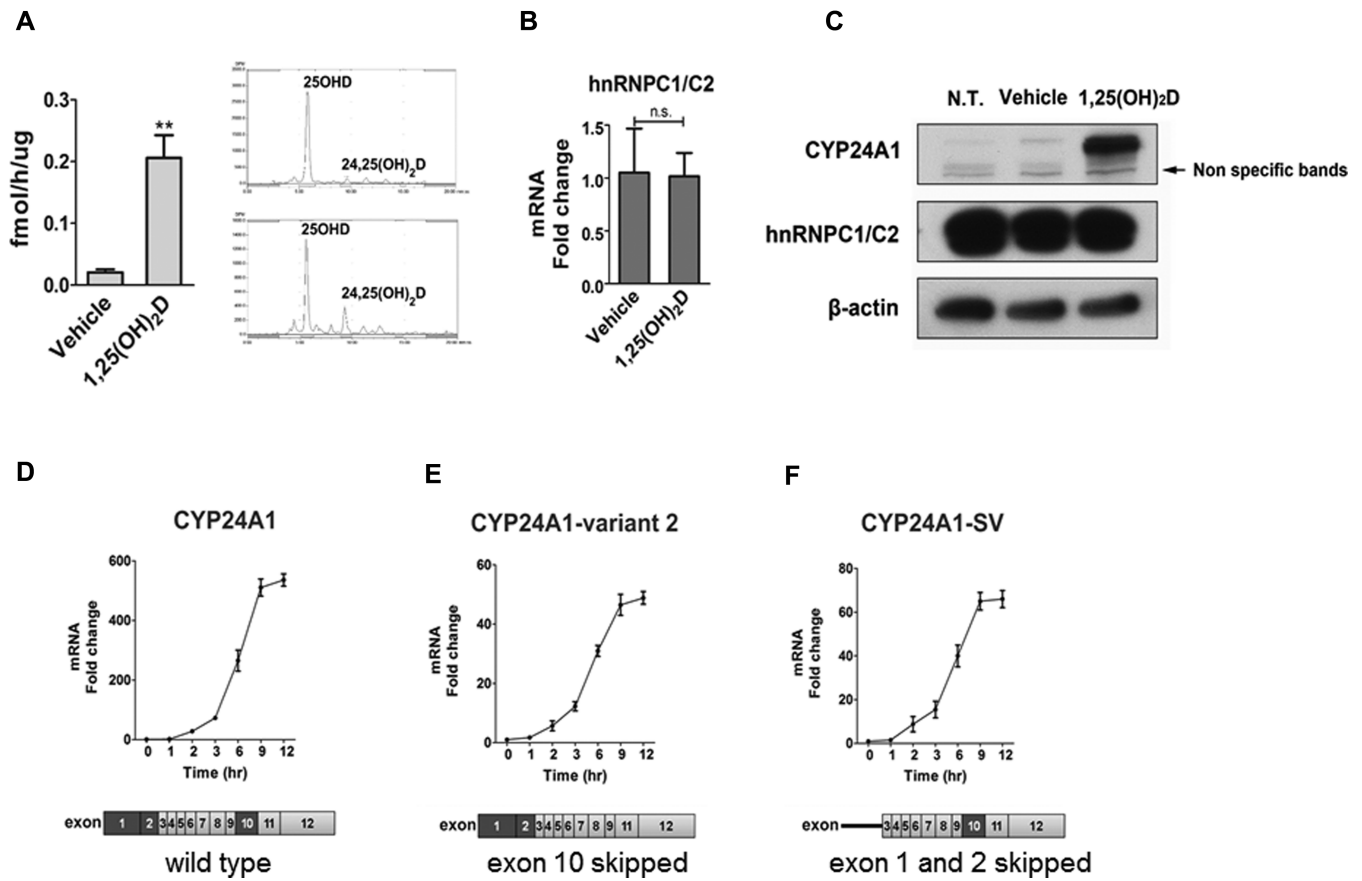 A
fmol/h/ug
0.3
0.2
0.1
0.0
**
Vehicle
1,25(OH)2D
25OHD
24,25(OH)2D
25OHD
24,25(OH)2D
B
hnRNPC1/C2
n.s.
mRNA
Fold change
1.5
1.0
0.5
0.0
Vehicle
1,25(OH)2D
C
N.T. Vehicle 1,25(OH)2D
CYP24A1
Non specific bands
hnRNPC1/C2
β-actin
D
CYP24A1
mRNA
Fold change
600
400
200
0
0 1 2 3 6 9 12
Time (hr)
exon 1 2 3 4 5 6 7 8 9 10 11 12
wild type
E
CYP24A1-variant 2
mRNA
Fold change
60
40
20
0
0 1 2 3 6 9 12
Time (hr)
exon 1 2 3 4 5 6 7 8 9 11 12
exon 10 skipped
F
CYP24A1-SV
mRNA
Fold change
80
60
40
20
0
0 1 2 3 6 9 12
Time (hr)
exon 3 4 5 6 7 8 9 10 11 12
exon 1 and 2 skipped